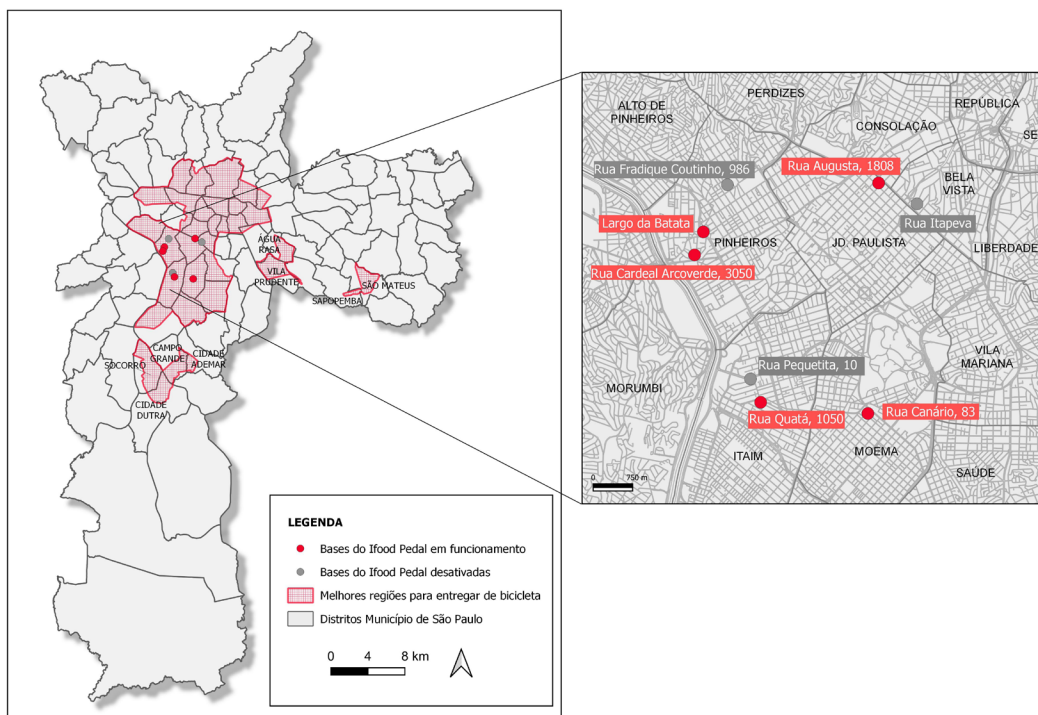 ÁGUA
RASA
VILA
PRUDENTE
SÃO MATEUS
SAPOPEMBA
CAMPO
GRANDE
CIDADE
ADEMAR
SOCORRO
CIDADE
DUTRA
LEGENDA
Bases do Ifood Pedal em funcionamento
Bases do Ifood Pedal desativadas
Melhores regiões para entregar de bicicleta
Distritos Município de São Paulo
0 4 8 km
PERDIZES
ALTO DE
PINHEIROS
REPÚBLICA
CONSOLAÇÃO
SE
Rua Fradique Coutinho, 986
Rua Augusta, 1808
BELA
VISTA
Rua Itapeva
Largo da Batata
PINHEIROS
JD. PAULISTA
LIBERDADE
Rua Cardeal Arcoverde, 3050
VILA
MARIANA
Rua Pequetita, 10
MORUMBI
Rua Quatá, 1050
Rua Canário, 83
ITAIM
MOEMA
SAÚDE
0 750 m